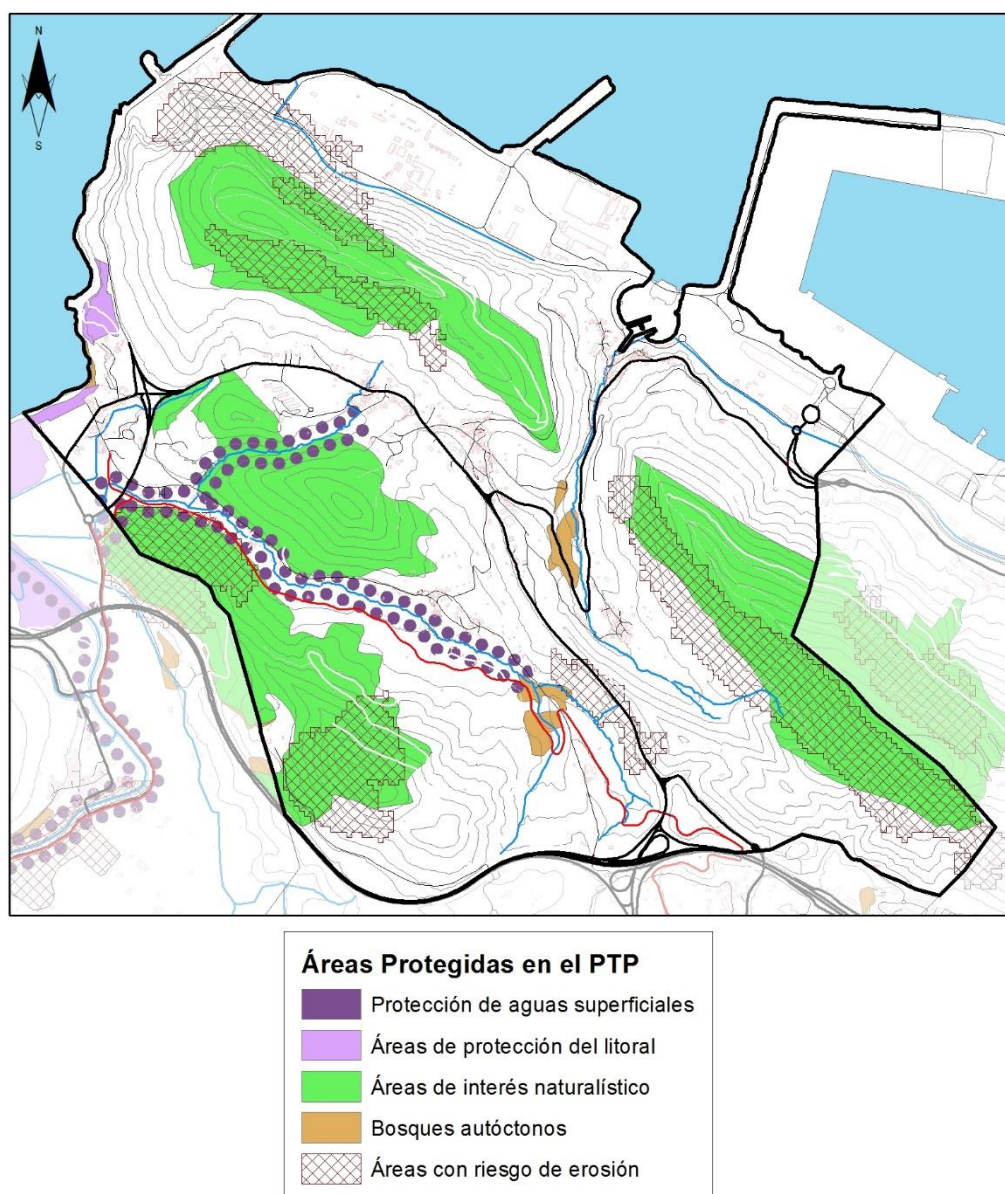 N
S
Áreas Protegidas en el PTP
Protección de aguas superficiales
Áreas de protección del litoral
Áreas de interés naturalístico
Bosques autóctonos
Áreas con riesgo de erosión